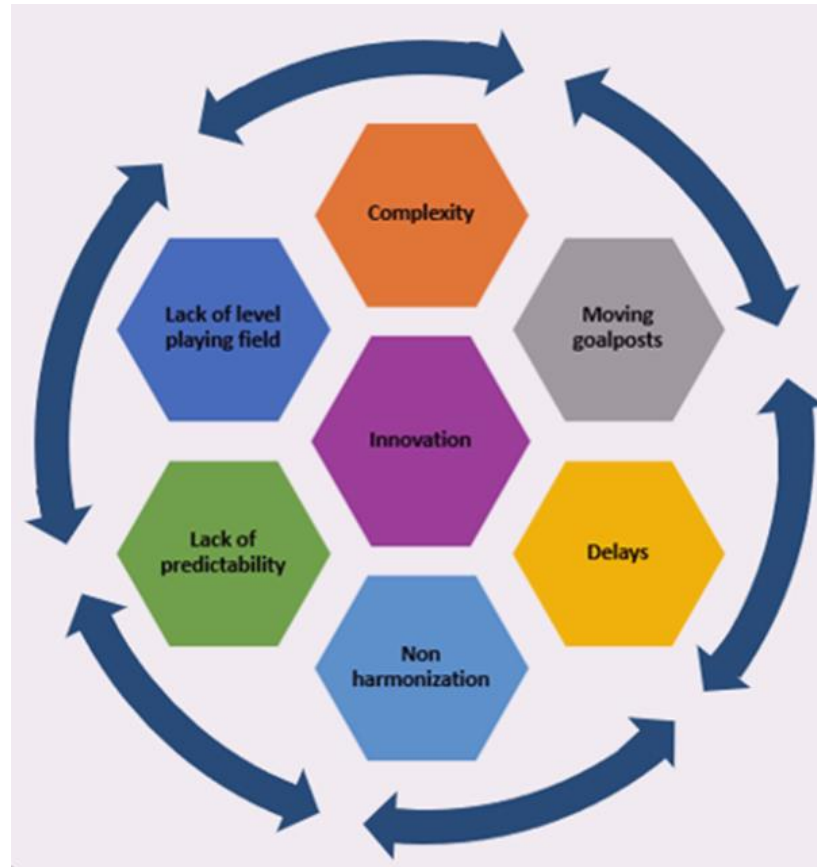 Complexity
Lack of level
playing field
Moving
goalposts
Innovation
Lack of
predictability
Delays
Non
harmonization